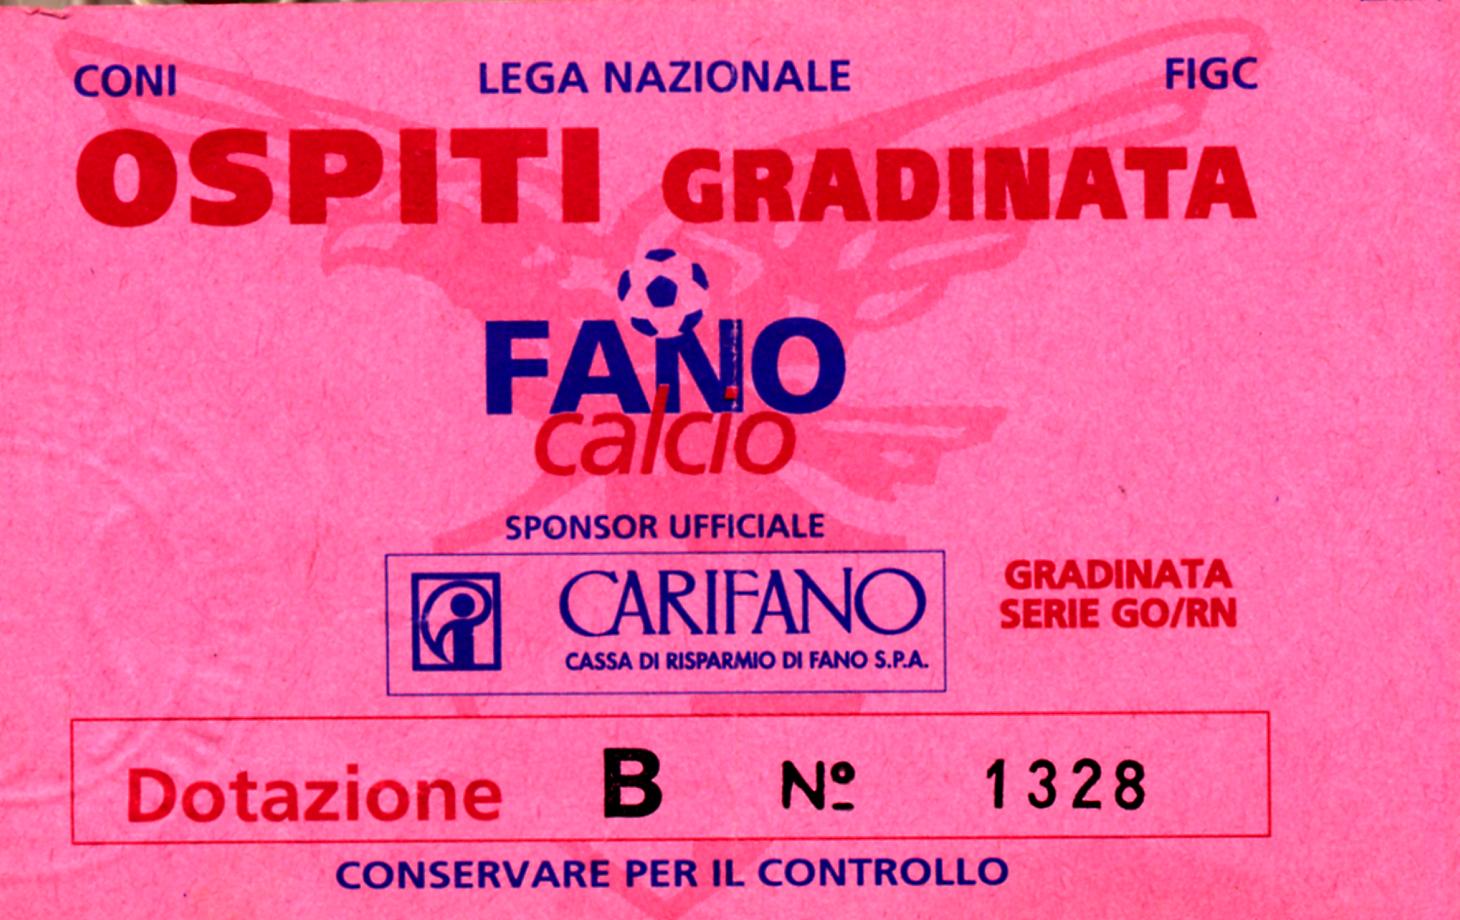 CONI LEGA NAZIONALE FIGC
OSPITI GRADINATA
FANO
calcio
SPONSOR UFFICIALE
CARIFANO
CASSA DI RISPARMIO DI FANO S.P.A.
GRADINATA
SERIE GO/RN
Dotazione B Nº 1328
CONSERVARE PER IL CONTROLLO